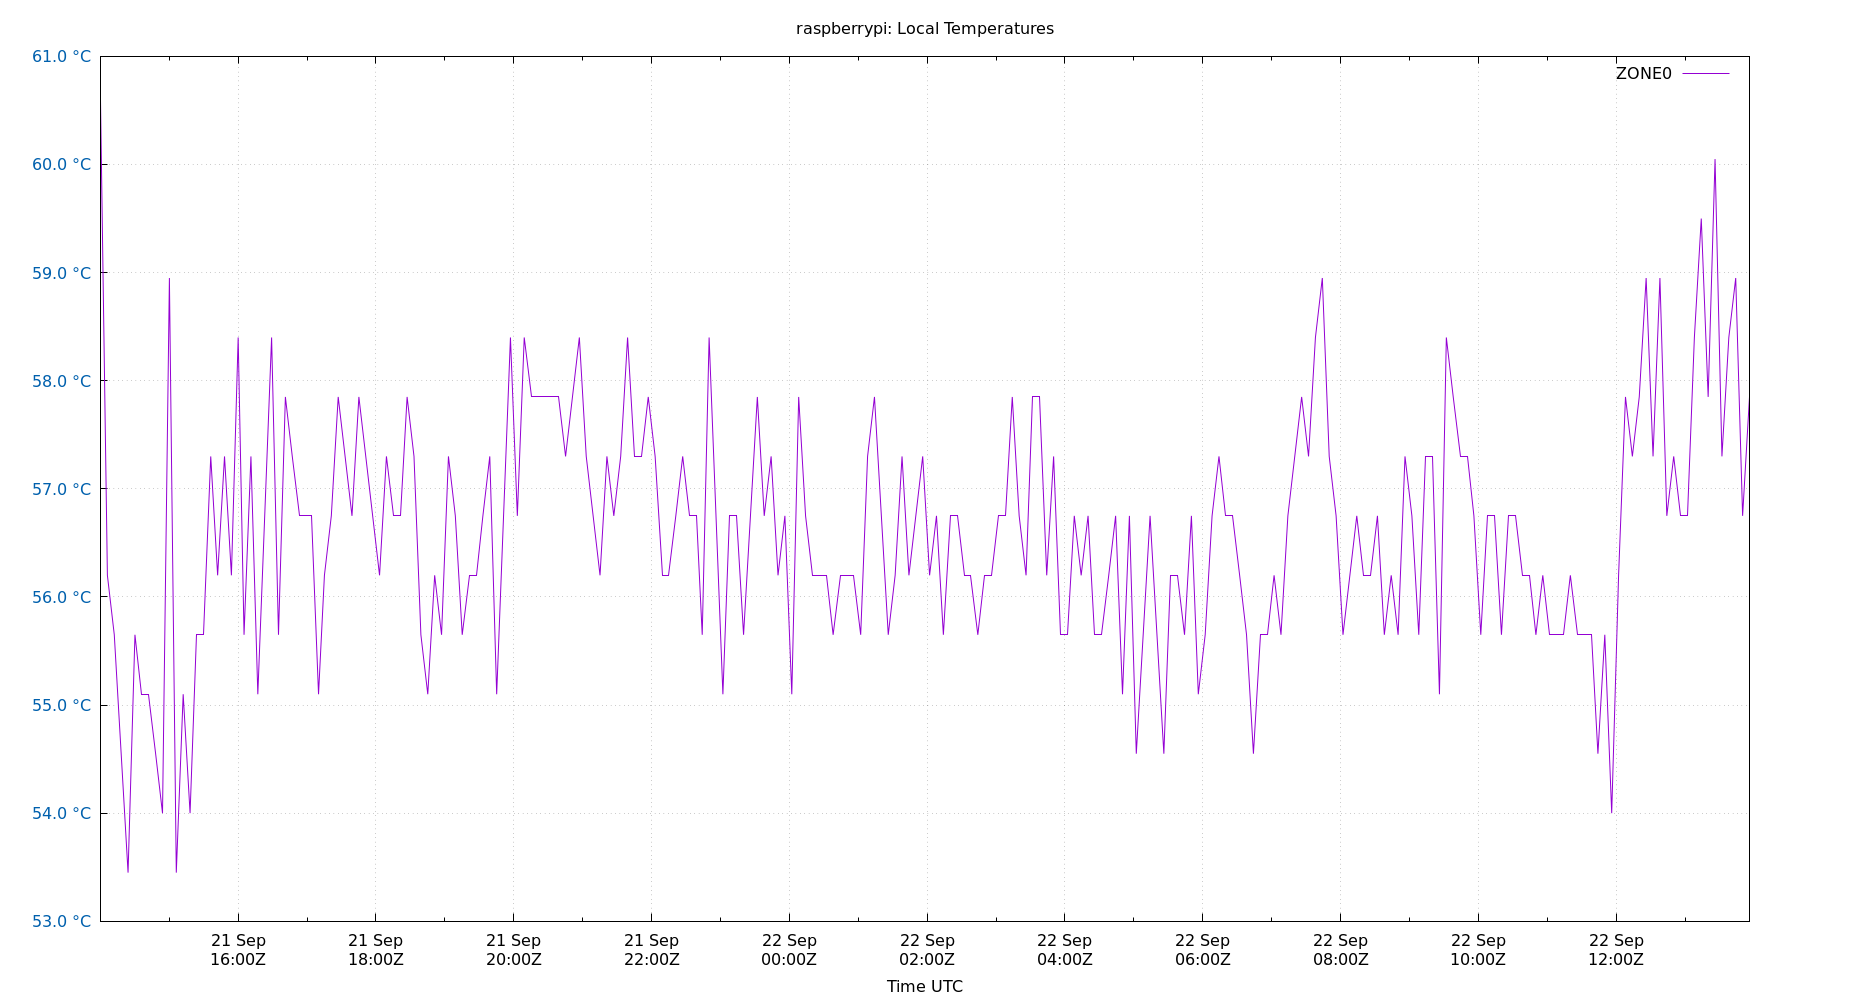 raspberrypi: Local Temperatures
61.0 °C
ZONE0
60.0 °C
59.0 °C
58.0 °C
57.0 °C
56.0 °C
55.0 °C
54.0 °C
53.0 °C
21 Sep 21 Sep 21 Sep 21 Sep 22 Sep 22 Sep 22 Sep 22 Sep 22 Sep 22 Sep 22 Sep
16:00Z 18:00Z 20:00Z 22:00Z 00:00Z 02:00Z 04:00Z 06:00Z 08:00Z 10:00Z 12:00Z
Time UTC